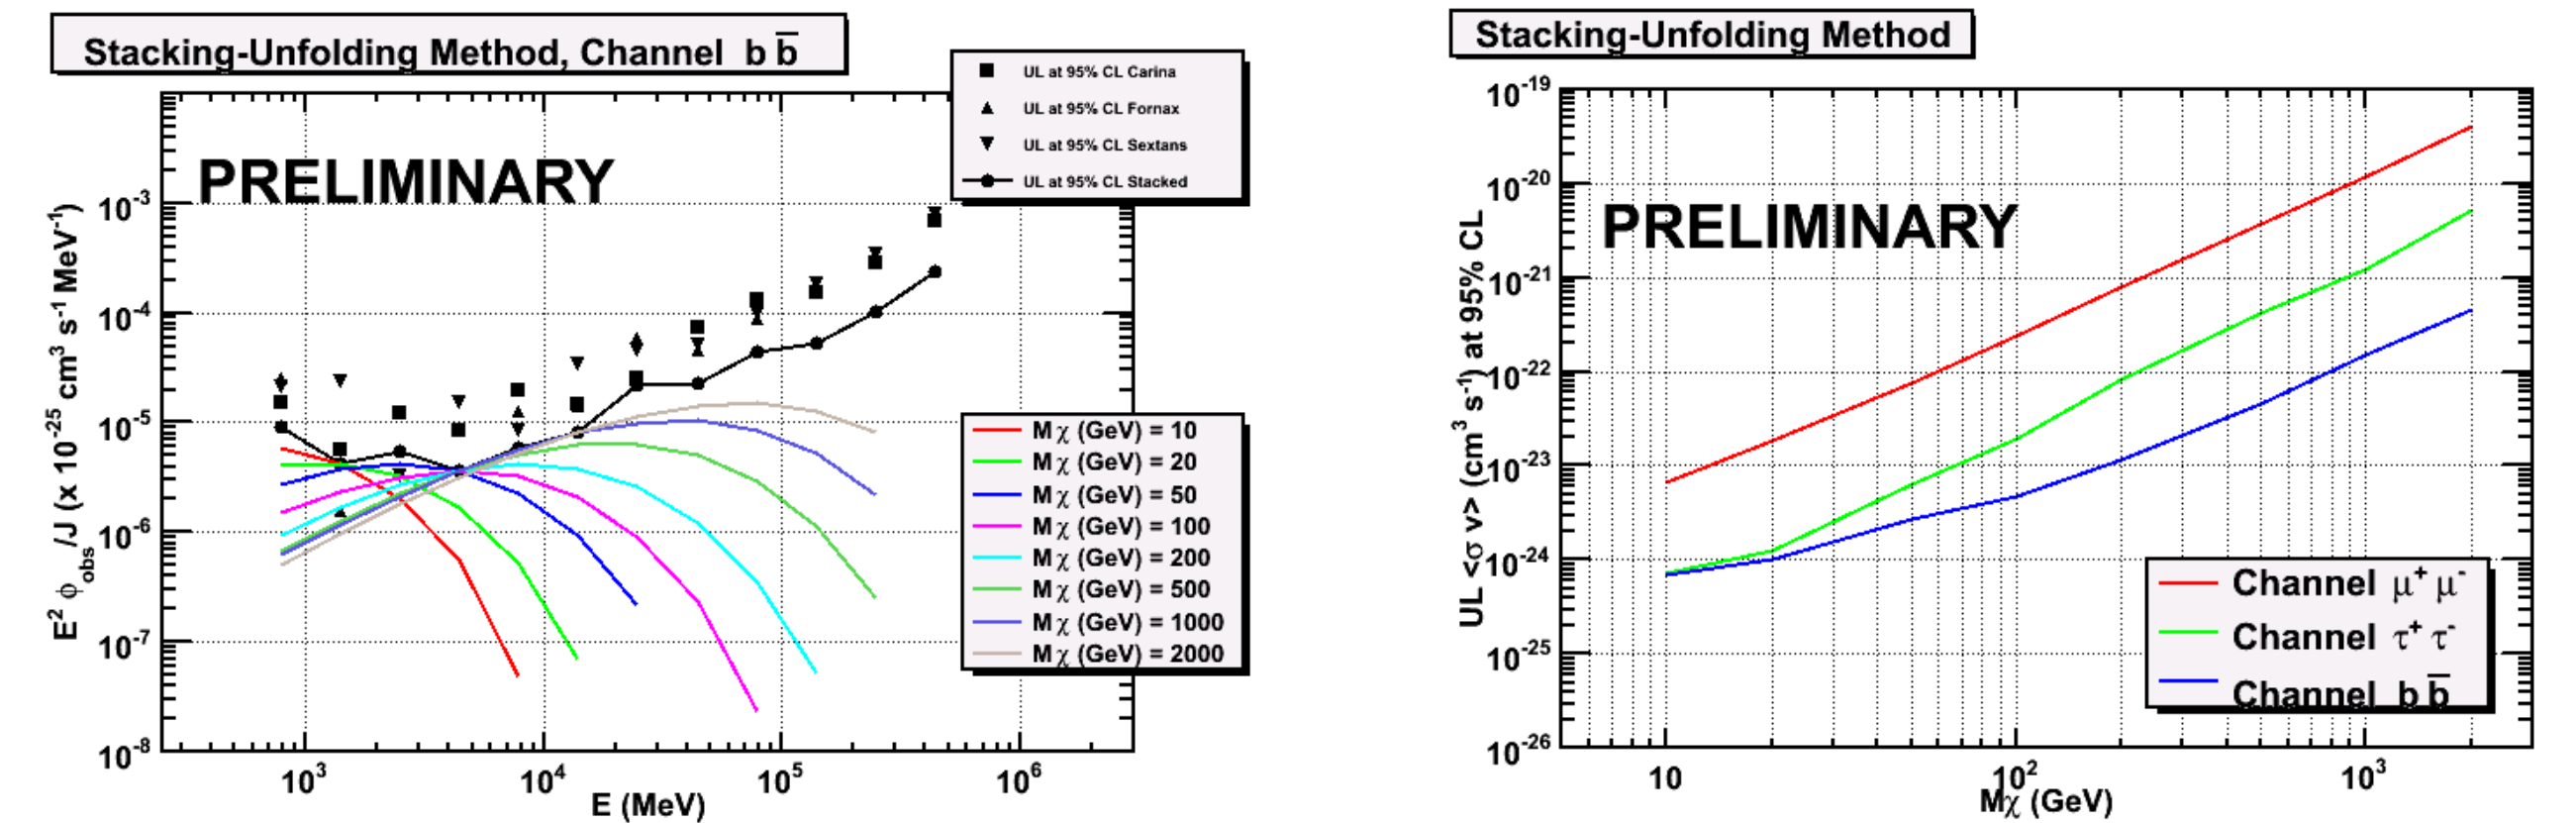 Stacking-Unfolding Method, Channel b b̅
UL at 95% CL Carina
UL at 95% CL Fornax
UL at 95% CL Sextans
UL at 95% CL Stacked
PRELIMINARY
E² ϕ_obs /J (x 10⁻²⁵ cm³ s⁻¹ MeV⁻¹)
10⁻³
10⁻⁴
10⁻⁵
10⁻⁶
10⁻⁷
10⁻⁸
Mχ (GeV) = 10
Mχ (GeV) = 20
Mχ (GeV) = 50
Mχ (GeV) = 100
Mχ (GeV) = 200
Mχ (GeV) = 500
Mχ (GeV) = 1000
Mχ (GeV) = 2000
10³ 10⁴ 10⁵ 10⁶
E (MeV)
Stacking-Unfolding Method
PRELIMINARY
UL <σ v> (cm³ s⁻¹) at 95% CL
10⁻¹⁹
10⁻²⁰
10⁻²¹
10⁻²²
10⁻²³
10⁻²⁴
10⁻²⁵
10⁻²⁶
Channel μ⁺ μ⁻
Channel τ⁺ τ⁻
Channel b b̅
10 10² 10³
Mχ (GeV)